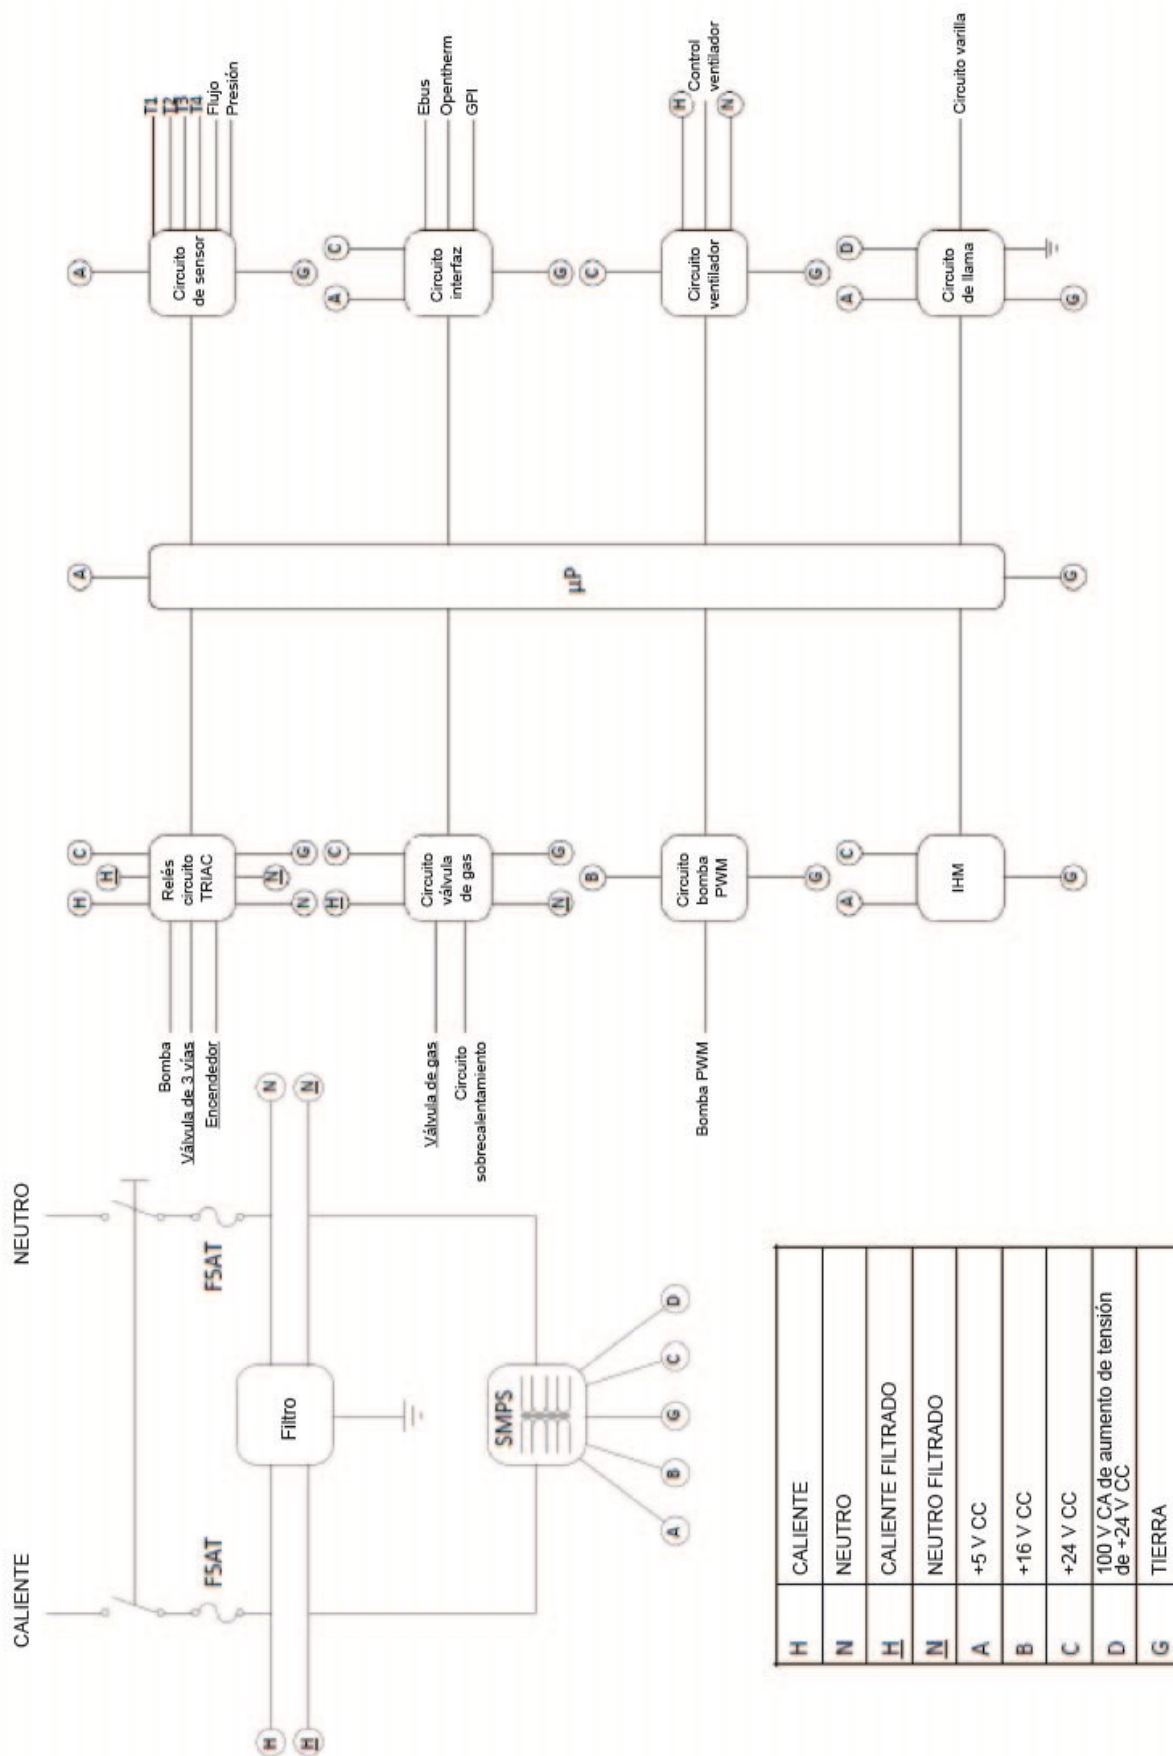 CALIENTE
NEUTRO
F5AT
F5AT
H
H
Filtro
N
N
SMPS
A
B
G
C
D
H
CALIENTE
N
NEUTRO
H
CALIENTE FILTRADO
N
NEUTRO FILTRADO
A
+5 V CC
B
+16 V CC
C
+24 V CC
D
100 V CA de aumento de tensión
de +24 V CC
G
TIERRA
Bomba
Válvula de 3 vías
Encendedor
H
H
C
Relés
circuito
TRIAC
N
N
G
Válvula de gas
Circuito
sobrecalentamiento
H
C
Circuito
válvula
de gas
N
G
Bomba PWM
B
Circuito
bomba
PWM
G
A
C
IHM
G
A
µP
G
A
Circuito
de sensor
G
T1
T2
T3
T4
Flujo
Presión
A
C
Circuito
interfaz
G
Ebus
Opentherm
GPI
C
Circuito
ventilador
G
H
Control
ventilador
N
A
D
Circuito
de llama
G
Circuito varilla